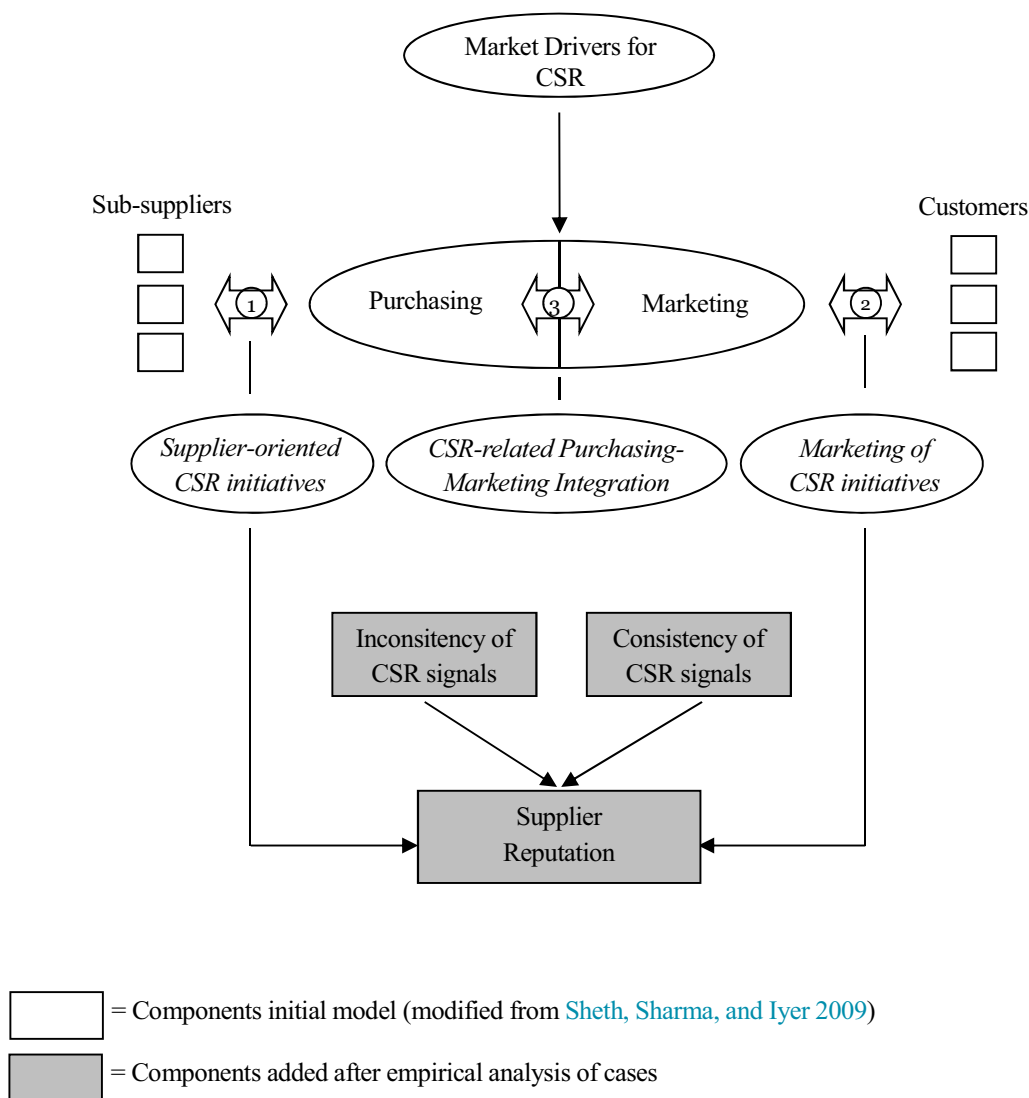 Market Drivers for
CSR
Sub-suppliers
Customers
Purchasing
Marketing
1
3
2
Supplier-oriented
CSR initiatives
CSR-related Purchasing-
Marketing Integration
Marketing of
CSR initiatives
Inconsitency of
CSR signals
Consistency of
CSR signals
Supplier
Reputation
= Components initial model (modified from Sheth, Sharma, and Iyer 2009)
= Components added after empirical analysis of cases